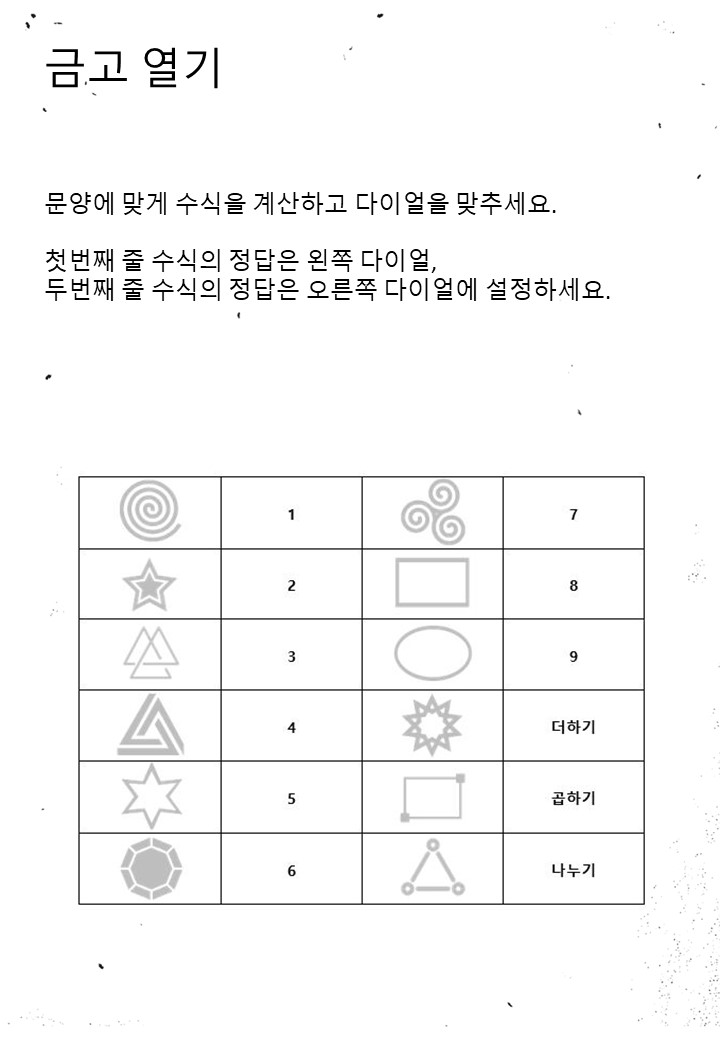 금고 열기
문양에 맞게 수식을 계산하고 다이얼을 맞추세요.
첫번째 줄 수식의 정답은 왼쪽 다이얼,
두번째 줄 수식의 정답은 오른쪽 다이얼에 설정하세요.
1 7
2 8
3 9
4 더하기
5 곱하기
6 나누기